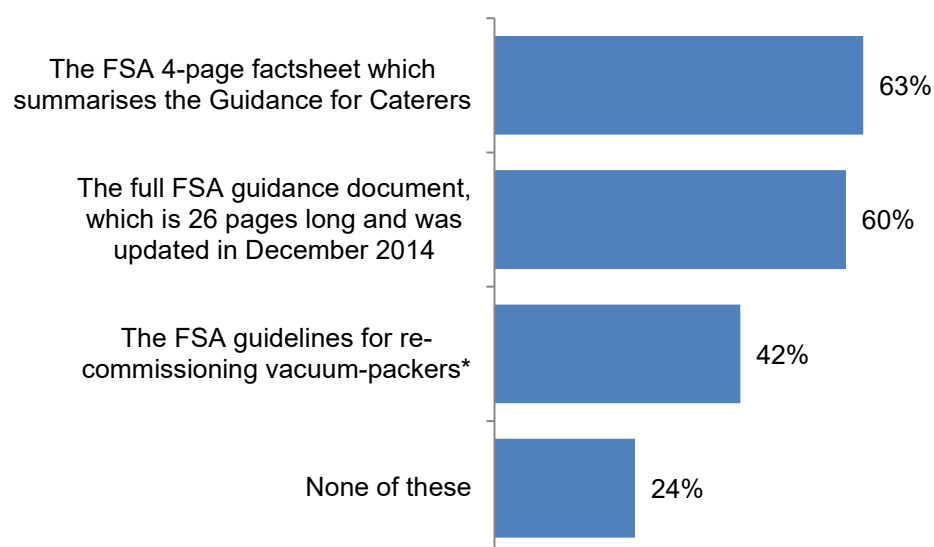 The FSA 4-page factsheet which
summarises the Guidance for Caterers
63%
The full FSA guidance document,
which is 26 pages long and was
updated in December 2014
60%
The FSA guidelines for re-
commissioning vacuum-packers*
42%
None of these
24%